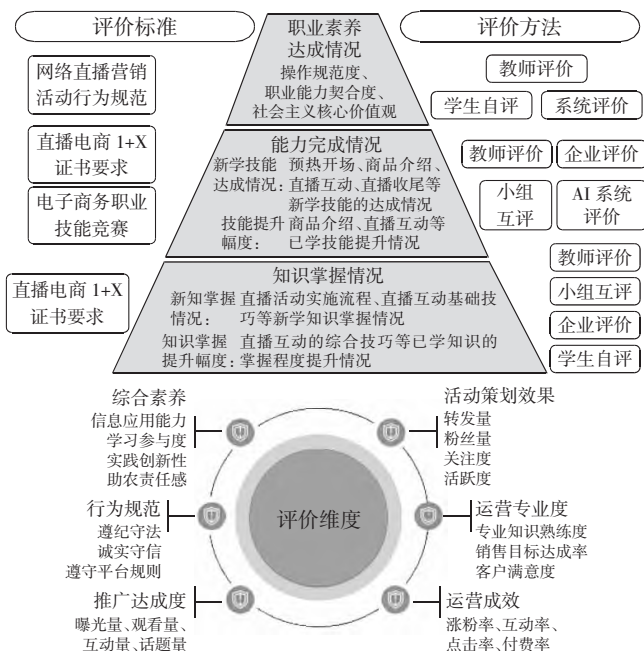 评价标准
职业素养
达成情况
操作规范度、
职业能力契合度、
社会主义核心价值观
评价方法
网络直播营销
活动行为规范
教师评价
学生自评
系统评价
直播电商 1+X
证书要求
电子商务职业
技能竞赛
能力完成情况
新学技能 预热开场、商品介绍、
达成情况：直播互动、直播收尾等
新学技能的达成情况
技能提升 商品介绍、直播互动等
幅度： 已学技能提升情况
教师评价
企业评价
小组
互评
AI 系统
评价
直播电商 1+X
证书要求
知识掌握情况
新知掌握 直播活动实施流程、直播互动基础技
情况： 巧等新学知识掌握情况
知识掌握 直播互动的综合技巧等已学知识的
提升幅度：掌握程度提升情况
教师评价
小组互评
企业评价
学生自评
综合素养
信息应用能力
学习参与度
实践创新性
助农责任感
行为规范
遵纪守法
诚实守信
遵守平台规则
推广达成度
曝光量、观看量、
互动量、话题量
评价维度
活动策划效果
转发量
粉丝量
关注度
活跃度
运营专业度
专业知识熟练度
销售目标达成率
客户满意度
运营成效
涨粉率、互动率、
点击率、付费率